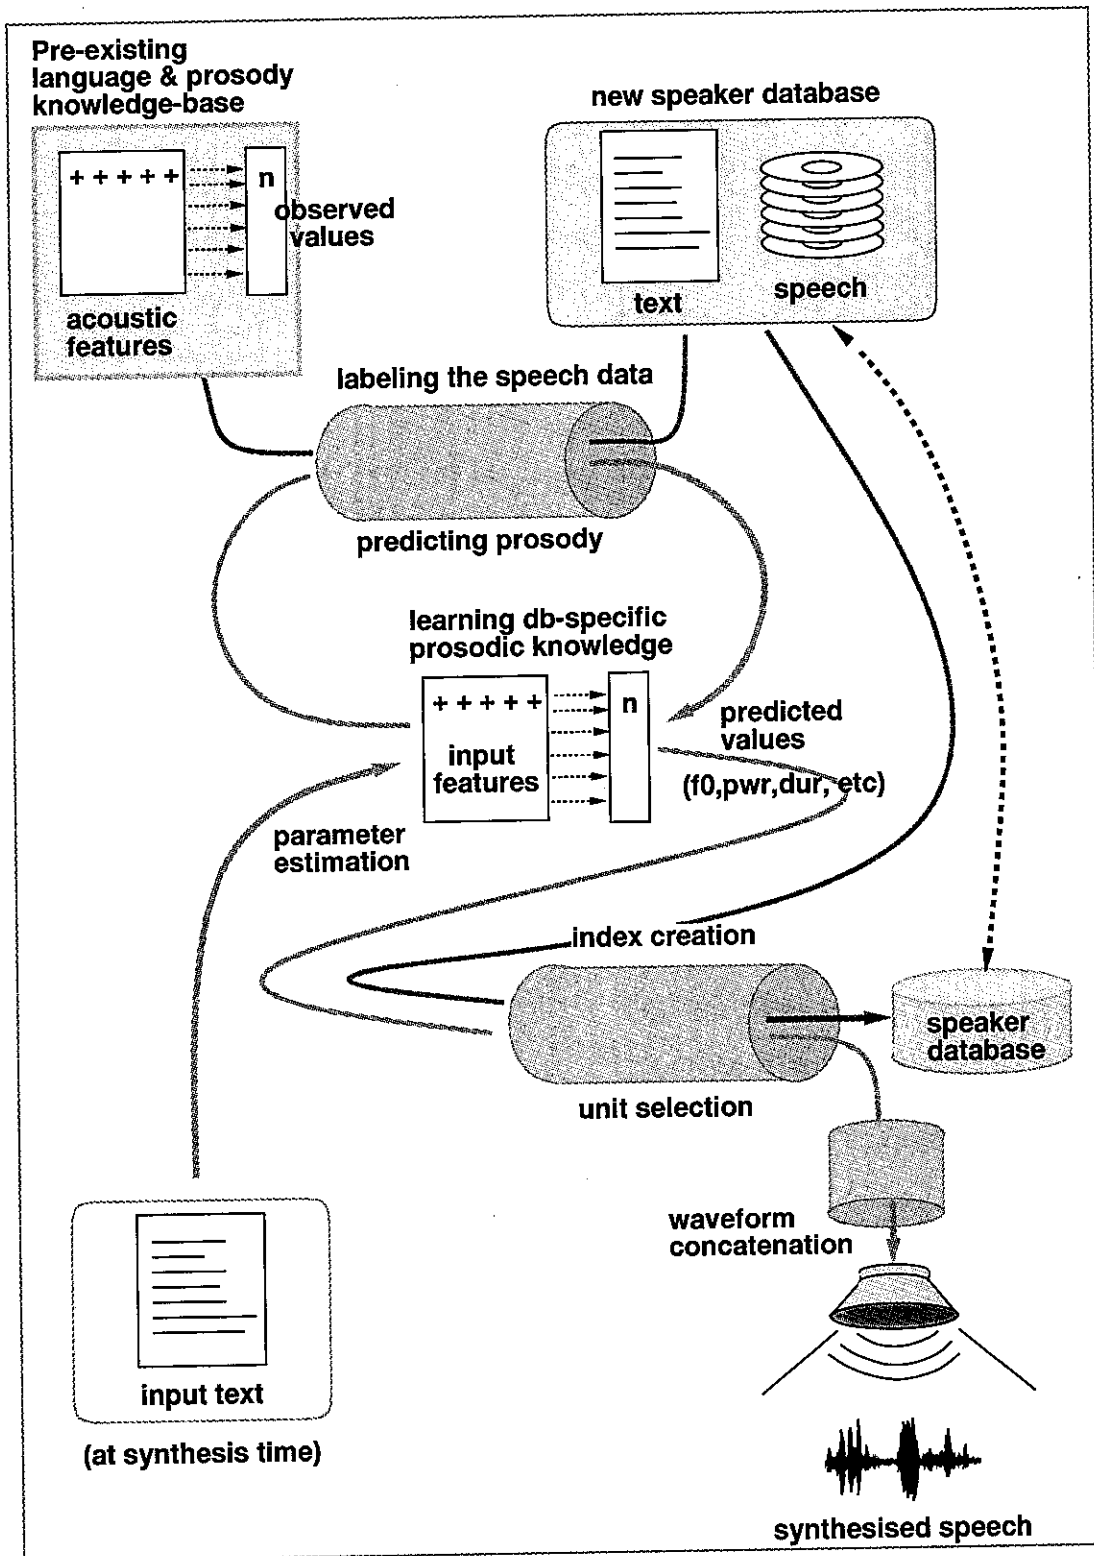 Pre-existing
language & prosody
knowledge-base
+ + + + +
n
observed
values
acoustic
features
new speaker database
text
speech
labeling the speech data
predicting prosody
learning db-specific
prosodic knowledge
+ + + + +
n
input
features
predicted
values
(f0,pwr,dur, etc)
parameter
estimation
index creation
speaker
database
unit selection
waveform
concatenation
input text
(at synthesis time)
synthesised speech